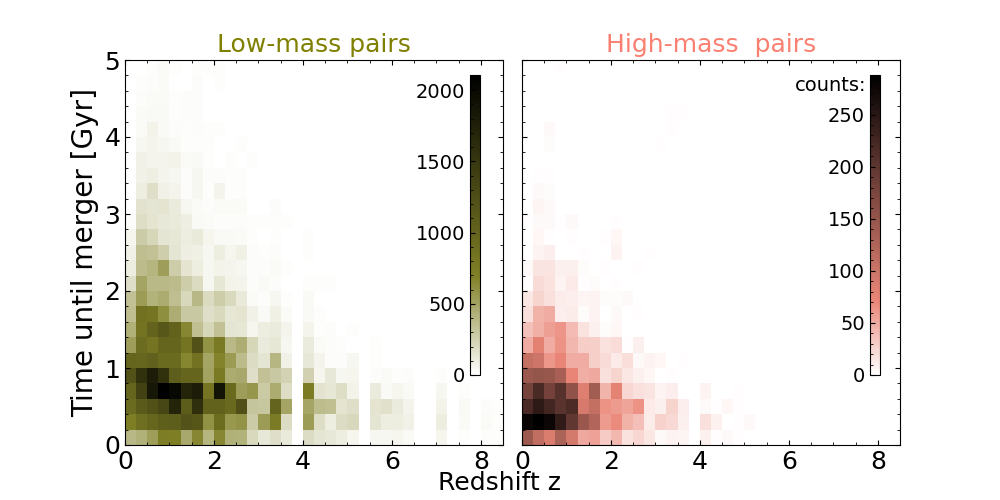 Low-mass pairs
High-mass  pairs
Time until merger [Gyr]
5
4
3
2
1
0
0 2 4 6 8
2000
1500
1000
500
0
counts:
250
200
150
100
50
0
0 2 4 6 8
Redshift z